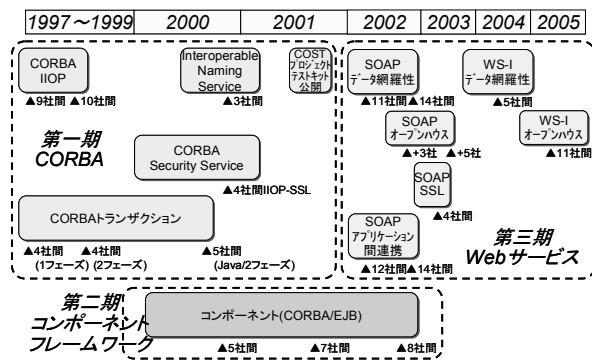 1997～1999
2000
2001
2002
2003
2004
2005
CORBA
IIOP
▲9社間 ▲10社間
Interoperable
Naming
Service
▲3社間
COST
プロジェクト
テストキット
公開
第一期
CORBA
CORBA
Security Service
▲4社間IIOP-SSL
CORBAトランザクション
▲4社間
(1フェーズ)
▲4社間
(2フェーズ)
▲5社間
(Java/2フェーズ)
SOAP
データ網羅性
▲11社間▲14社間
WS-I
データ網羅性
▲5社間
SOAP
オープンハウス
▲+3社 ▲+5社
WS-I
オープンハウス
▲11社間
SOAP
SSL
▲4社間
SOAP
アプリケーション
間連携
▲12社間▲14社間
第三期
Webサービス
第二期
コンポーネント
フレームワーク
コンポーネント(CORBA/EJB)
▲5社間 ▲7社間 ▲8社間